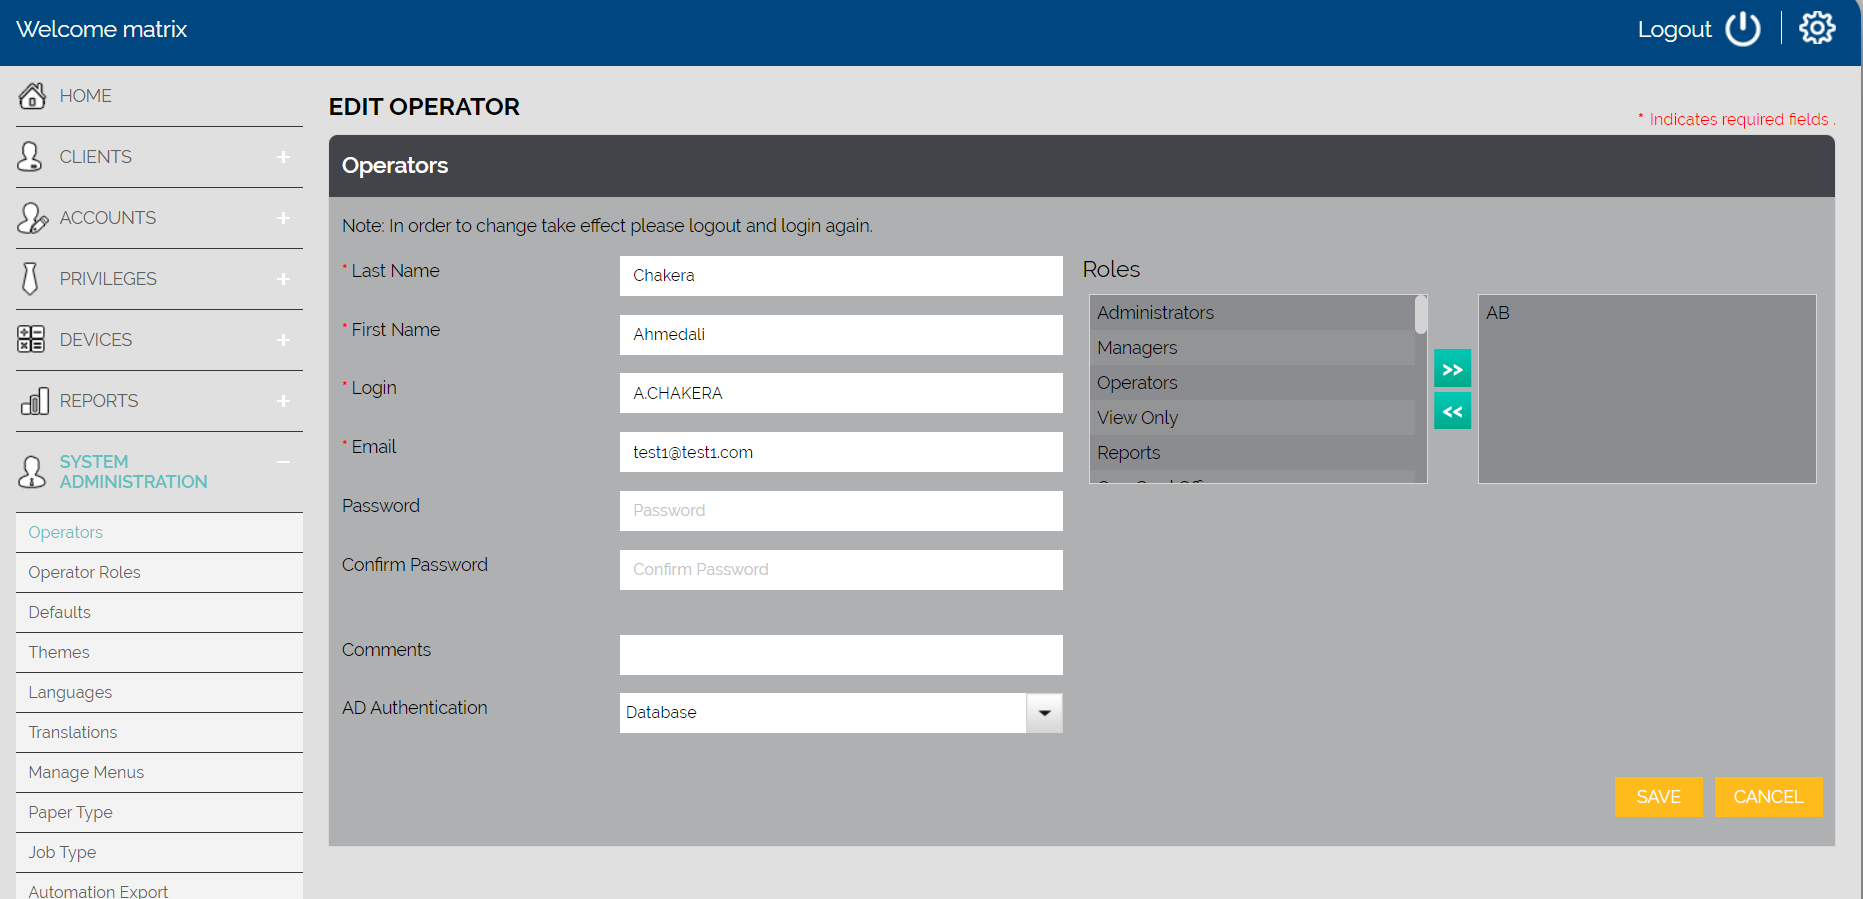 Welcome matrix
Logout
HOME
CLIENTS
ACCOUNTS
PRIVILEGES
DEVICES
REPORTS
SYSTEM
ADMINISTRATION
Operators
Operator Roles
Defaults
Themes
Languages
Translations
Manage Menus
Paper Type
Job Type
Automation Export
EDIT OPERATOR
* Indicates required fields .
Operators
Note: In order to change take effect please logout and login again.
* Last Name
Chakera
* First Name
Ahmedali
* Login
A.CHAKERA
* Email
test1@test1.com
Password
Password
Confirm Password
Confirm Password
Comments
AD Authentication
Database
Roles
Administrators
Managers
Operators
View Only
Reports
>>
<<
AB
SAVE
CANCEL